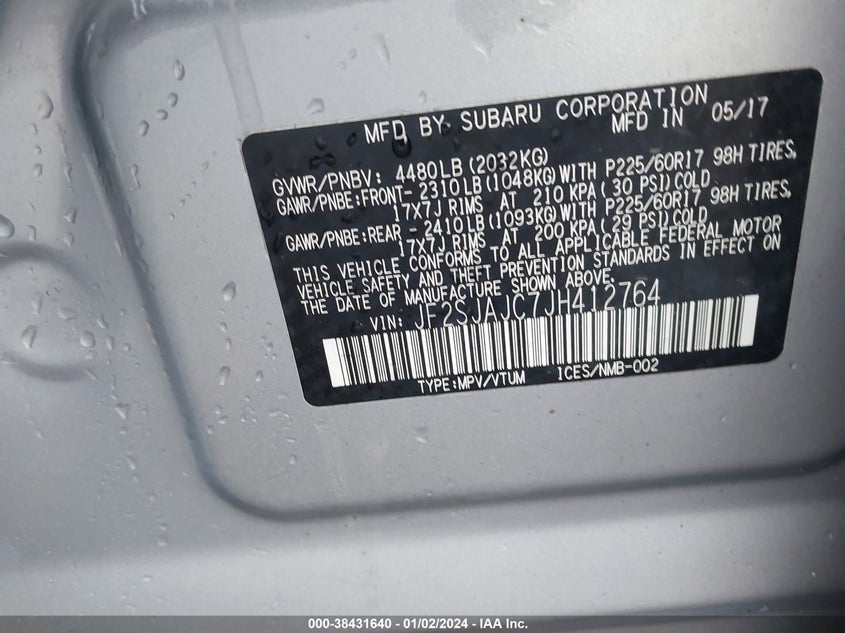 MFD BY SUBARU CORPORATION
MFD IN 05/17
GVWR/PNBV: 4480LB(2032KG)
GAWR/PNBE:FRONT- 2310LB(1048KG)WITH P225/60R17 98H TIRES,
17X7J RIMS AT 210 KPA( 30 PSI)COLD
GAWR/PNBE:REAR - 2410LB(1093KG)WITH P225/60R17 98H TIRES,
17X7J RIMS AT 200 KPA( 29 PSI)COLD
THIS VEHICLE CONFORMS TO ALL APPLICABLE FEDERAL MOTOR
VEHICLE SAFETY AND THEFT PREVENTION STANDARDS IN EFFECT ON
THE DATE OF MANUFACTURE SHOWN ABOVE.
VIN: JF2SJAJC7JH412764
TYPE:MPV/VTUM 1CES/NMB-002
000-38431640 - 01/02/2024 - IAA Inc.